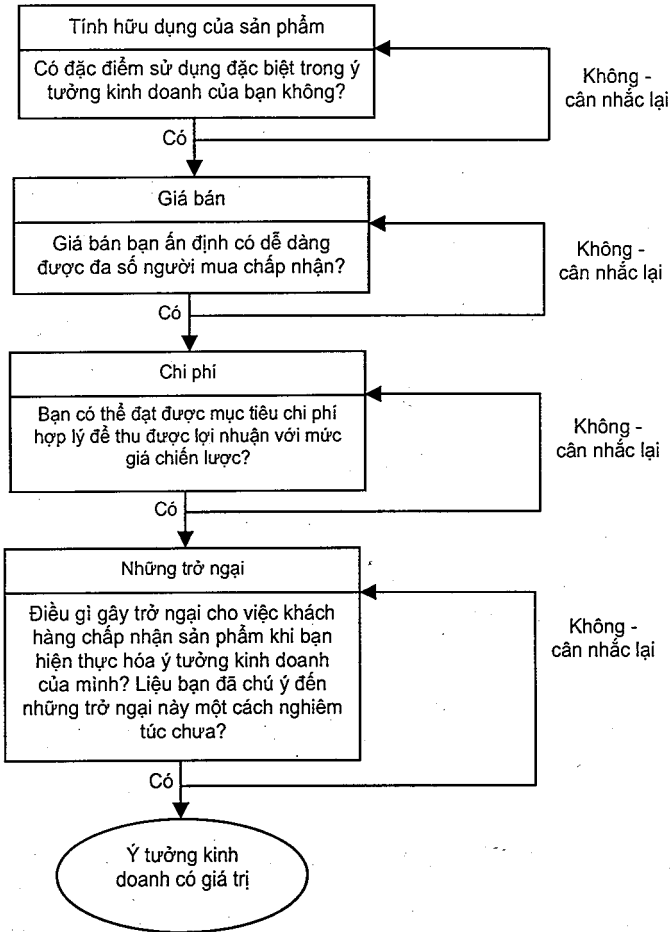 Tính hữu dụng của sản phẩm
Có đặc điểm sử dụng đặc biệt trong ý
tưởng kinh doanh của bạn không?
Không -
cân nhắc lại
Có
Giá bán
Giá bán bạn ấn định có dễ dàng
được đa số người mua chấp nhận?
Không -
cân nhắc lại
Có
Chi phí
Bạn có thể đạt được mục tiêu chi phí
hợp lý để thu được lợi nhuận với mức
giá chiến lược?
Không -
cân nhắc lại
Có
Những trở ngại
Điều gì gây trở ngại cho việc khách
hàng chấp nhận sản phẩm khi bạn
hiện thực hóa ý tưởng kinh doanh
của mình? Liệu bạn đã chú ý đến
những trở ngại này một cách nghiêm
túc chưa?
Không -
cân nhắc lại
Có
Ý tưởng kinh
doanh có giá trị